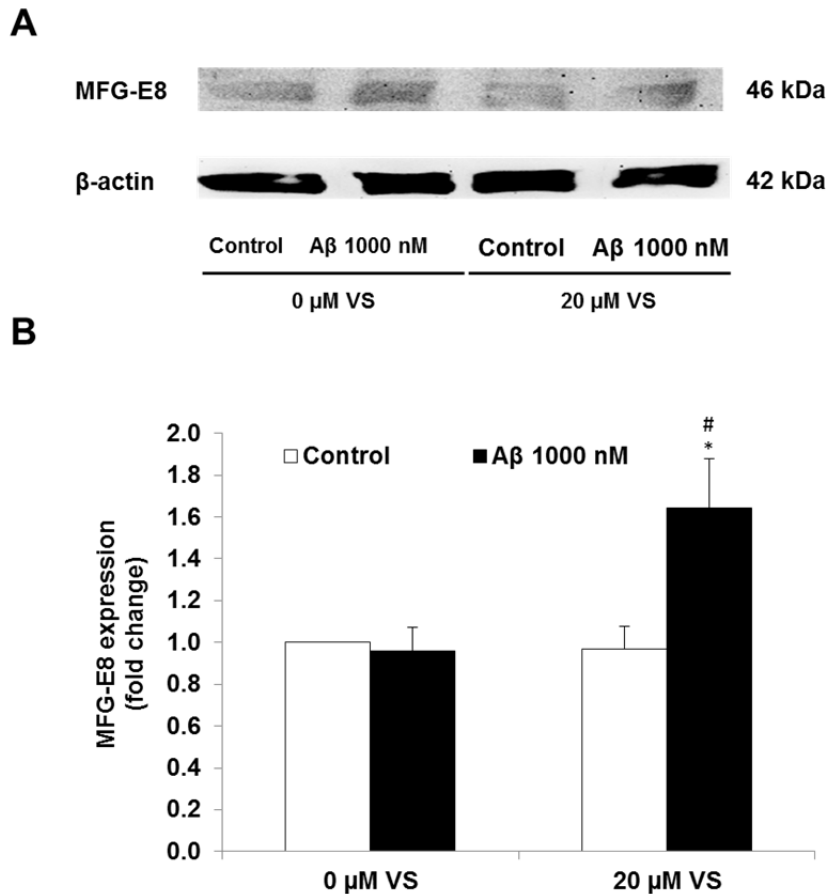 A
MFG-E8 46 kDa
β-actin 42 kDa
Control Aβ 1000 nM Control Aβ 1000 nM
0 µM VS 20 µM VS
B
MFG-E8 expression
(fold change)
2.0
1.8
1.6
1.4
1.2
1.0
0.8
0.6
0.4
0.2
0.0
Control Aβ 1000 nM
#
*
0 µM VS 20 µM VS